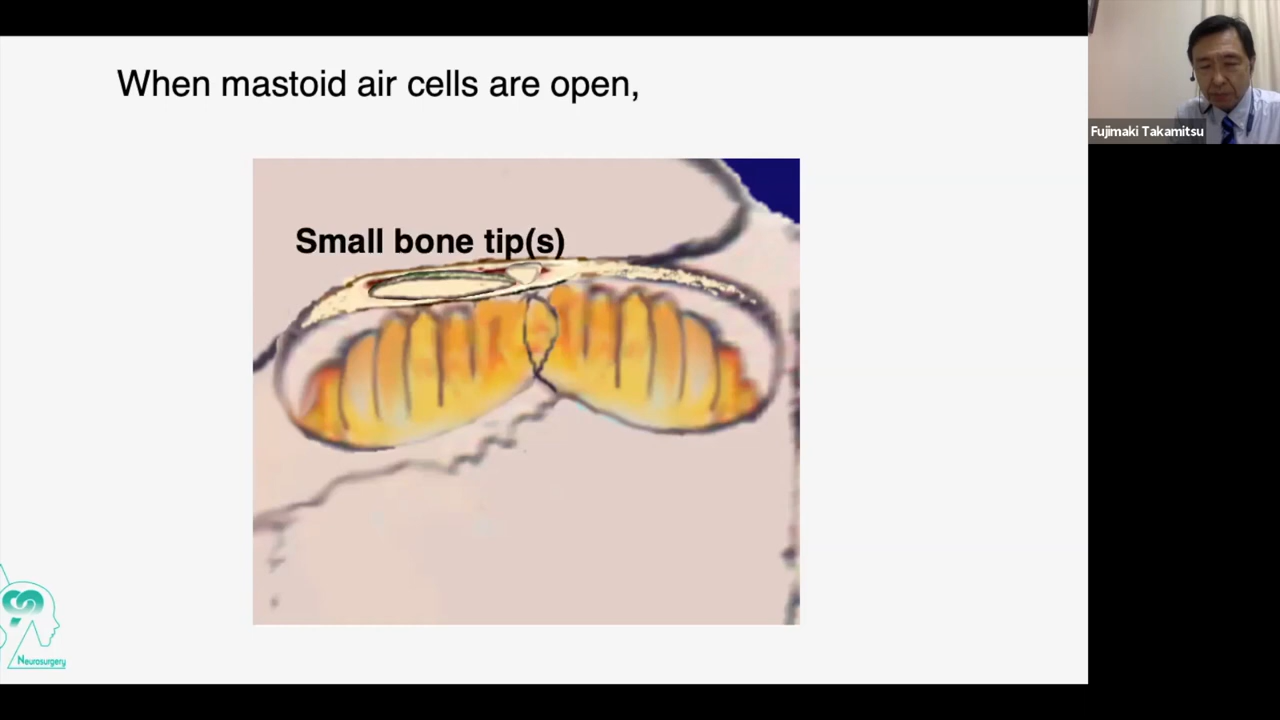 When mastoid air cells are open,
Small bone tip(s)
Fujimaki Takamitsu
Neurosurgery